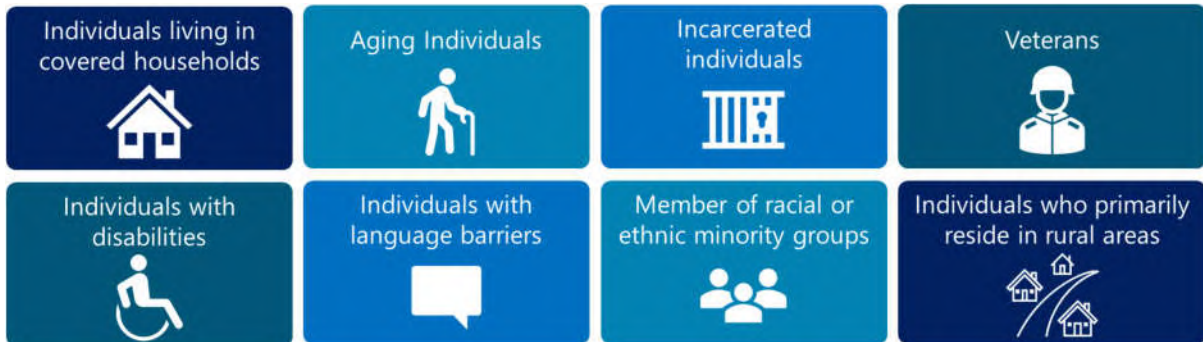 Individuals living in
covered households
Aging Individuals
Incarcerated
individuals
Veterans
Individuals with
disabilities
Individuals with
language barriers
Member of racial or
ethnic minority groups
Individuals who primarily
reside in rural areas